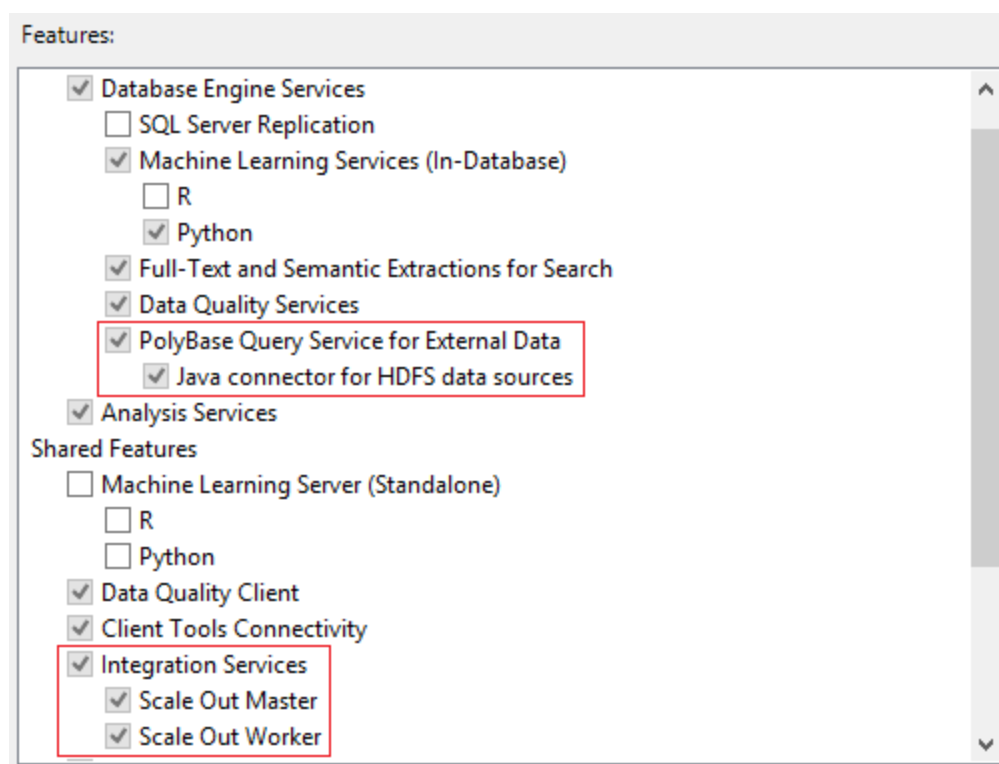 Features:
Database Engine Services
SQL Server Replication
Machine Learning Services (In-Database)
R
Python
Full-Text and Semantic Extractions for Search
Data Quality Services
PolyBase Query Service for External Data
Java connector for HDFS data sources
Analysis Services
Shared Features
Machine Learning Server (Standalone)
R
Python
Data Quality Client
Client Tools Connectivity
Integration Services
Scale Out Master
Scale Out Worker